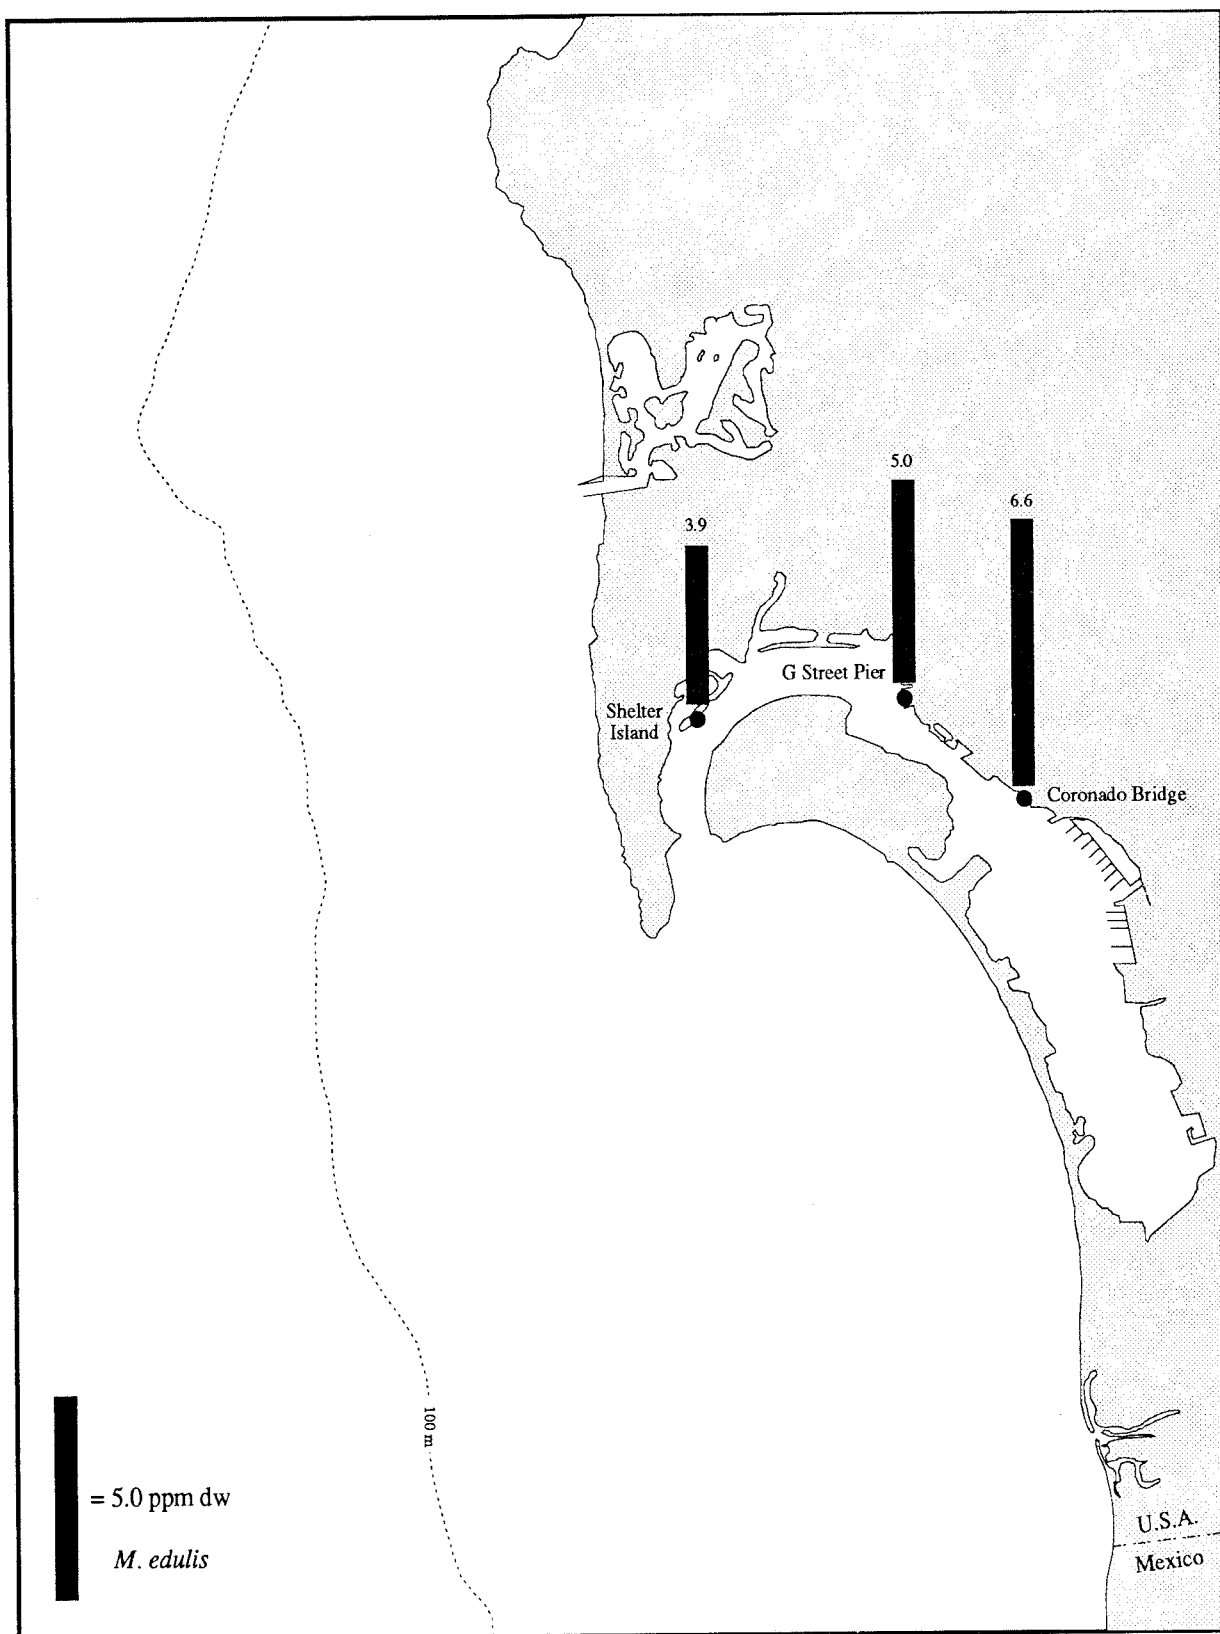 5.0
6.6
3.9
G Street Pier
Shelter
Island
Coronado Bridge
100 m
= 5.0 ppm dw
M. edulis
U.S.A.
Mexico